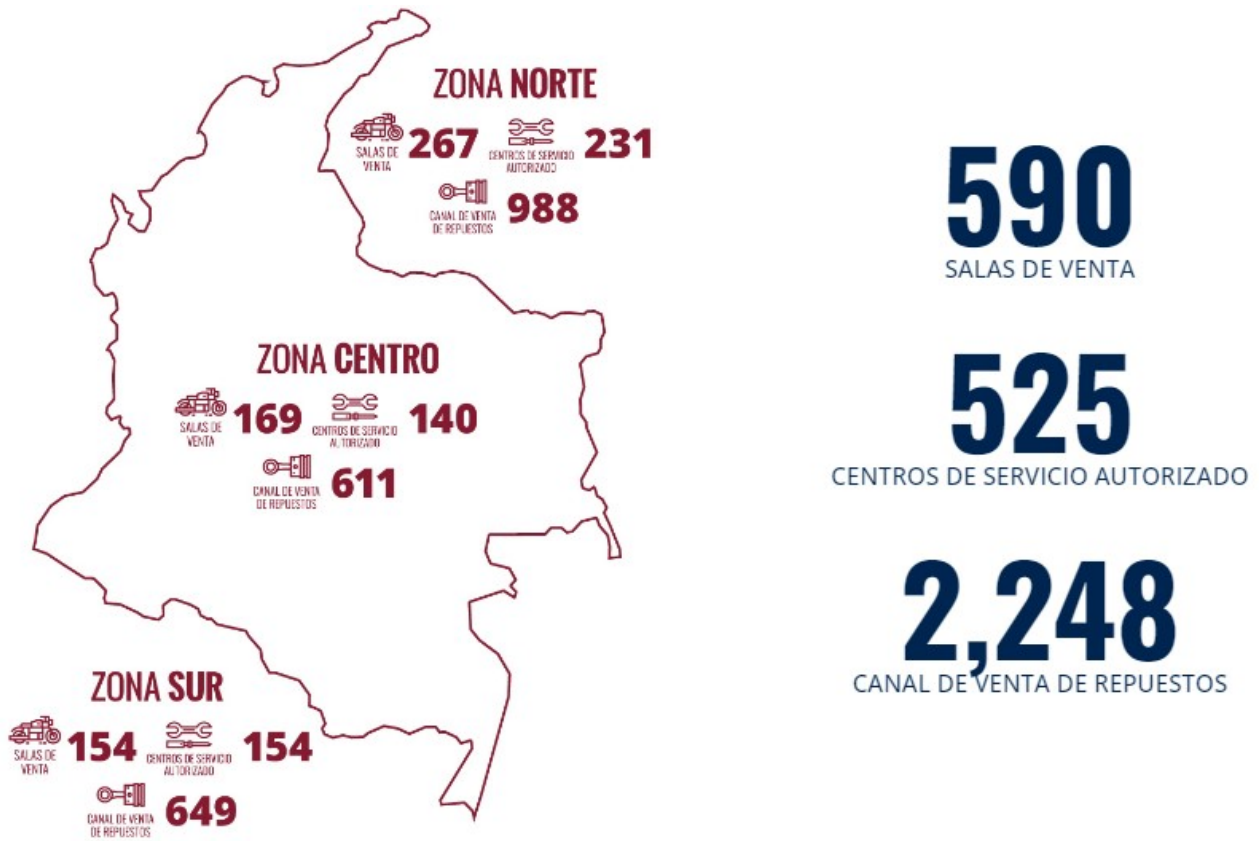 ZONA NORTE
SALAS DE
VENTA
267
CENTROS DE SERVICIO
AUTORIZADO
231
CANAL DE VENTA
DE REPUESTOS
988
ZONA CENTRO
SALAS DE
VENTA
169
CENTROS DE SERVICIO
AUTORIZADO
140
CANAL DE VENTA
DE REPUESTOS
611
ZONA SUR
SALAS DE
VENTA
154
CENTROS DE SERVICIO
AUTORIZADO
154
CANAL DE VENTA
DE REPUESTOS
649
590
SALAS DE VENTA
525
CENTROS DE SERVICIO AUTORIZADO
2,248
CANAL DE VENTA DE REPUESTOS